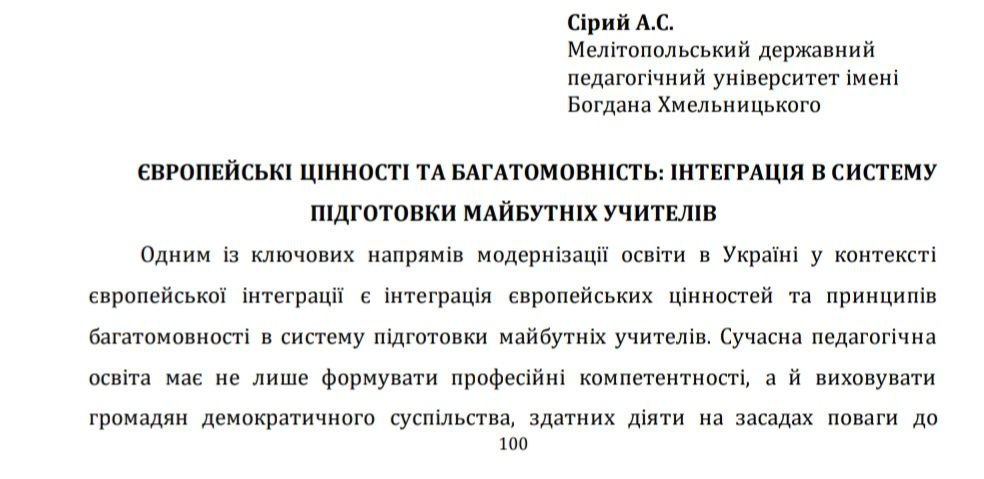 Сірий А.С.
Мелітопольський державний
педагогічний університет імені
Богдана Хмельницького
ЄВРОПЕЙСЬКІ ЦІННОСТІ ТА БАГАТОМОВНІСТЬ: ІНТЕГРАЦІЯ В СИСТЕМУ
ПІДГОТОВКИ МАЙБУТНІХ УЧИТЕЛІВ
Одним із ключових напрямів модернізації освіти в Україні у контексті
європейської інтеграції є інтеграція європейських цінностей та принципів
багатомовності в систему підготовки майбутніх учителів. Сучасна педагогічна
освіта має не лише формувати професійні компетентності, а й виховувати
громадян демократичного суспільства, здатних діяти на засадах поваги до
100